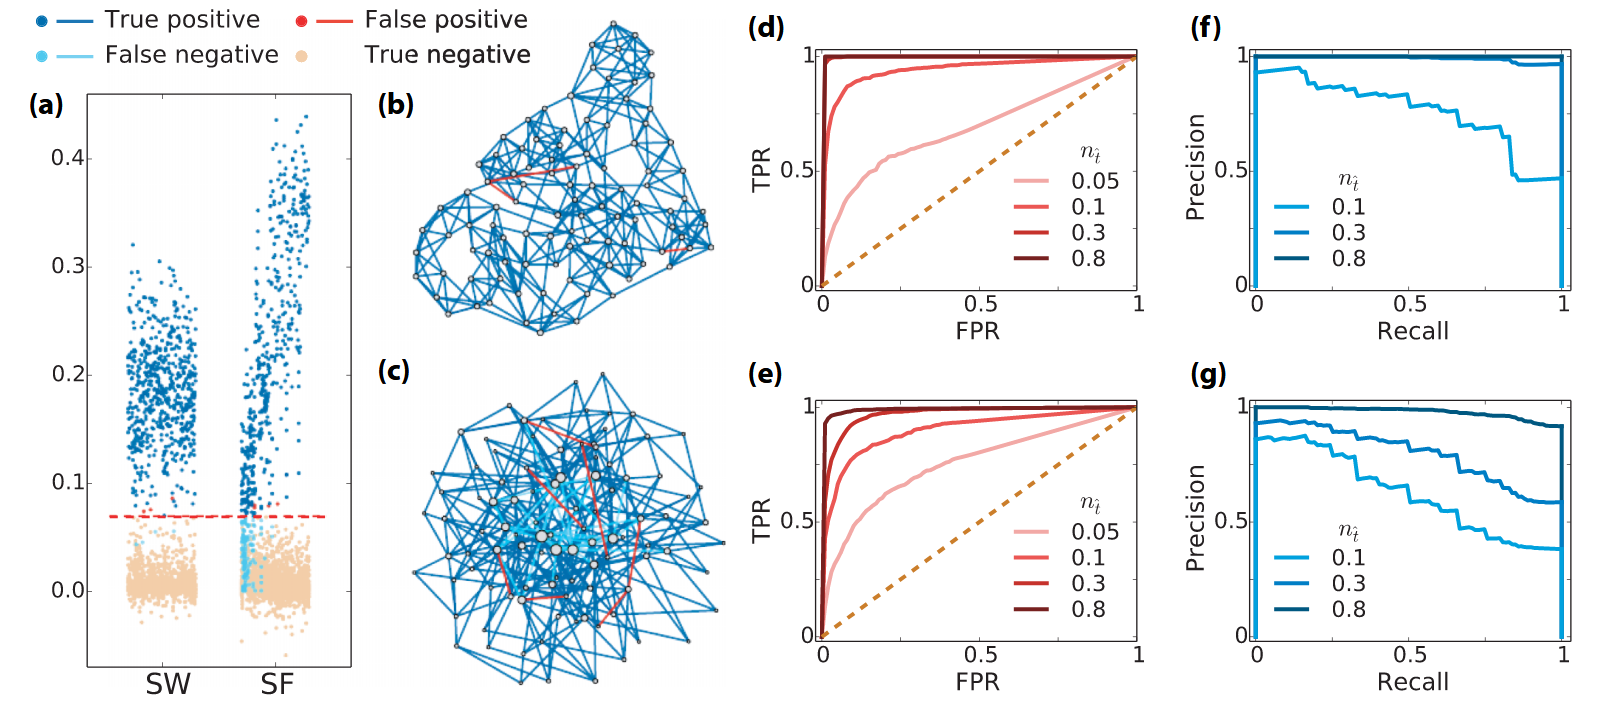 True positive
False positive
False negative
True negative
(a)
0.4
0.3
0.2
0.1
0.0
SW
SF
(b)
(c)
(d)
1
0.5
0
TPR
0
0.5
1
FPR
n_t̂
0.05
0.1
0.3
0.8
(e)
1
0.5
0
TPR
0
0.5
1
FPR
n_t̂
0.05
0.1
0.3
0.8
(f)
1
0.5
0
Precision
0
0.5
1
Recall
n_t̂
0.1
0.3
0.8
(g)
1
0.5
0
Precision
0
0.5
1
Recall
n_t̂
0.1
0.3
0.8